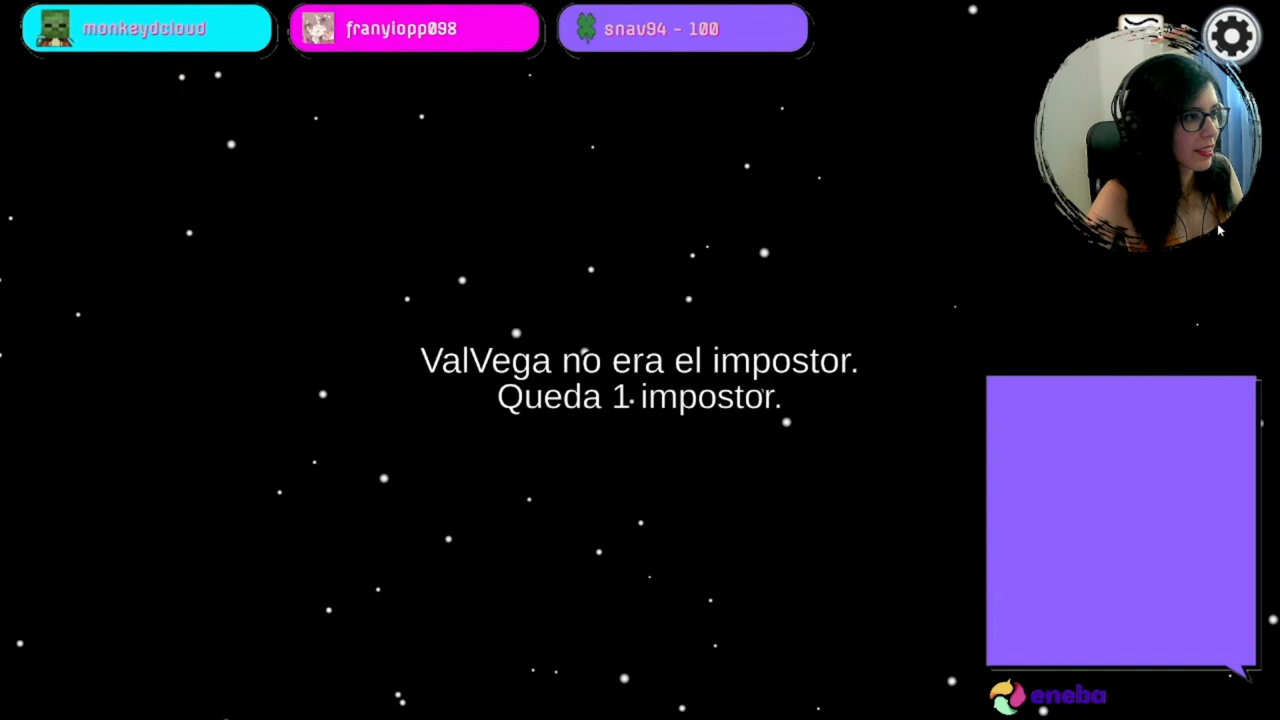 monkeydcloud
franylopp098
snav94 - 100
ValVega no era el impostor.
Queda 1 impostor.
eneba